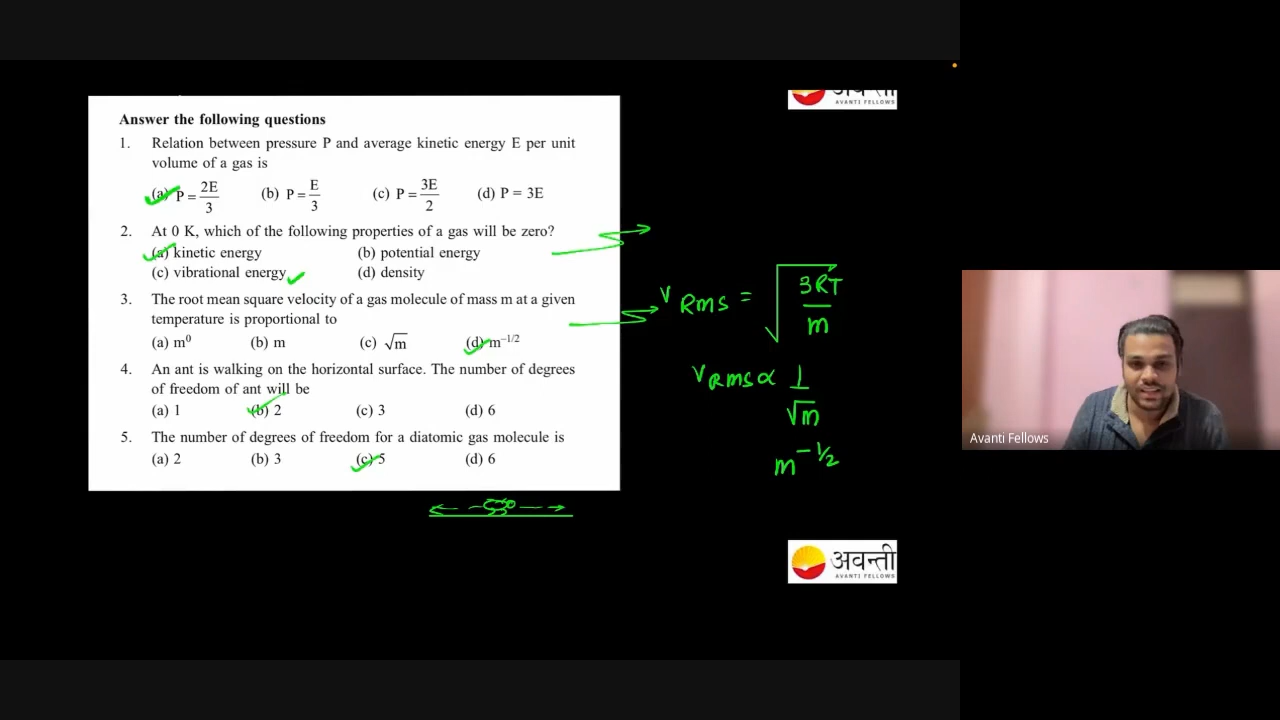 अवन्ती
AVANTI FELLOWS
Answer the following questions
1. Relation between pressure P and average kinetic energy E per unit
volume of a gas is
(a) P = 2E/3 (b) P = E/3 (c) P = 3E/2 (d) P = 3E
2. At 0 K, which of the following properties of a gas will be zero?
(a) kinetic energy (b) potential energy
(c) vibrational energy (d) density
3. The root mean square velocity of a gas molecule of mass m at a given
temperature is proportional to
(a) m⁰ (b) m (c) √m (d) m⁻¹/²
4. An ant is walking on the horizontal surface. The number of degrees
of freedom of ant will be
(a) 1 (b) 2 (c) 3 (d) 6
5. The number of degrees of freedom for a diatomic gas molecule is
(a) 2 (b) 3 (c) 5 (d) 6
V RMS = √(3RT/m)
V RMS ∝ 1/√m
m⁻¹/²
Avanti Fellows
अवन्ती
AVANTI FELLOWS